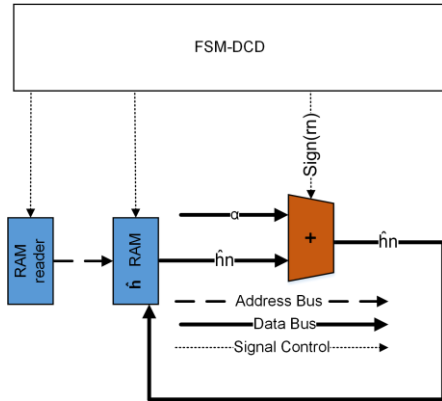 FSM-DCD
Sign(rn)
α
RAM
reader
ĥ RAM
ĥn
+
ĥn
Address Bus
Data Bus
Signal Control